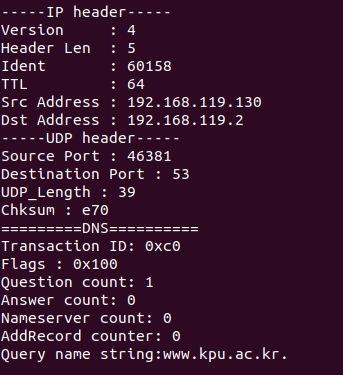 -----IP header-----
Version     : 4
Header Len  : 5
Ident       : 60158
TTL         : 64
Src Address : 192.168.119.130
Dst Address : 192.168.119.2
-----UDP header-----
Source Port : 46381
Destination Port : 53
UDP_Length : 39
Chksum : e70
=========DNS==========
Transaction ID: 0xc0
Flags : 0x100
Question count: 1
Answer count: 0
Nameserver count: 0
AddRecord counter: 0
Query name string:www.kpu.ac.kr.